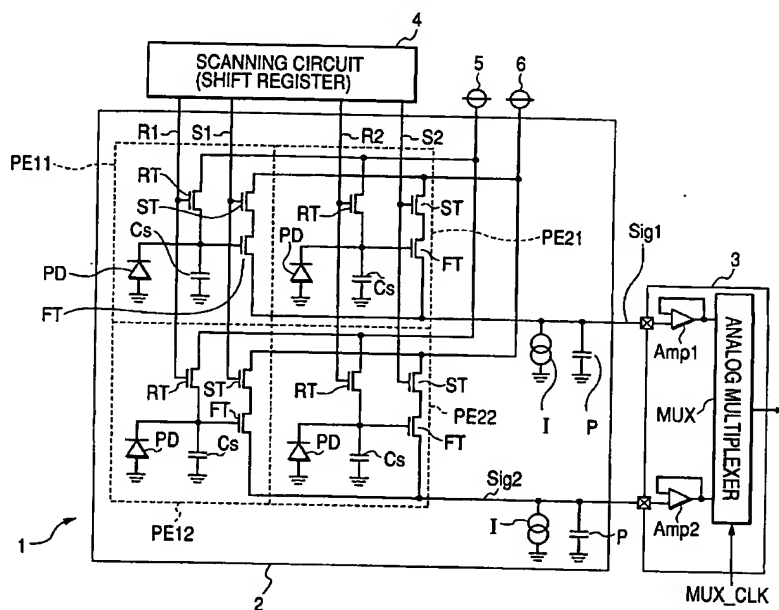 4
SCANNING CIRCUIT
(SHIFT REGISTER)
5 6
R1 S1 R2 S2
PE11
RT
ST
RT
ST
PE21
Cs
PD
PD
Cs
FT
FT
Sig1
3
Amp1
ANALOG MULTIPLEXER
MUX
I P
RT
ST
RT
ST
FT
PE22
PD
Cs
PD
Cs
FT
Sig2
PE12
I P
Amp2
1
2
MUX_CLK